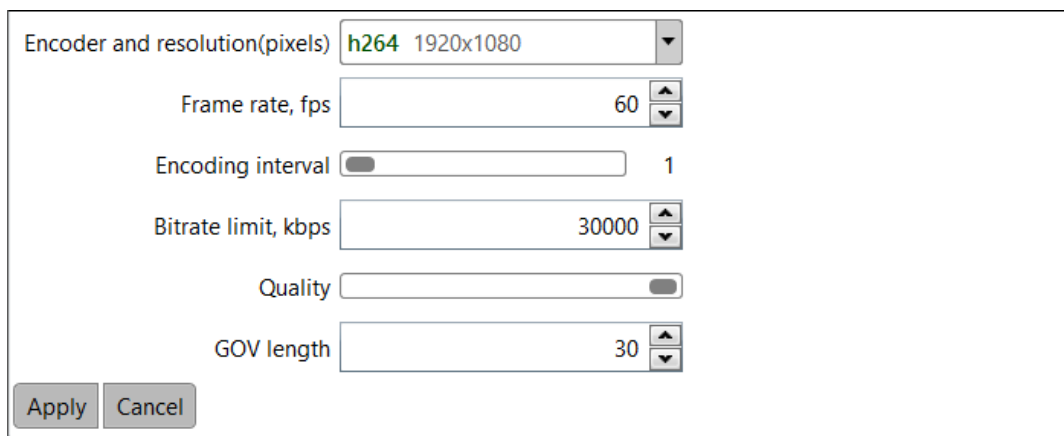 Encoder and resolution(pixels) h264 1920x1080
Frame rate, fps 60
Encoding interval 1
Bitrate limit, kbps 30000
Quality
GOV length 30
Apply Cancel